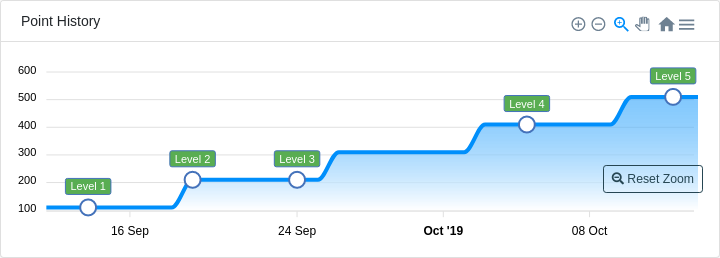 Point History
600
500
400
300
200
100
Level 1
Level 2
Level 3
Level 4
Level 5
Reset Zoom
16 Sep
24 Sep
Oct '19
08 Oct